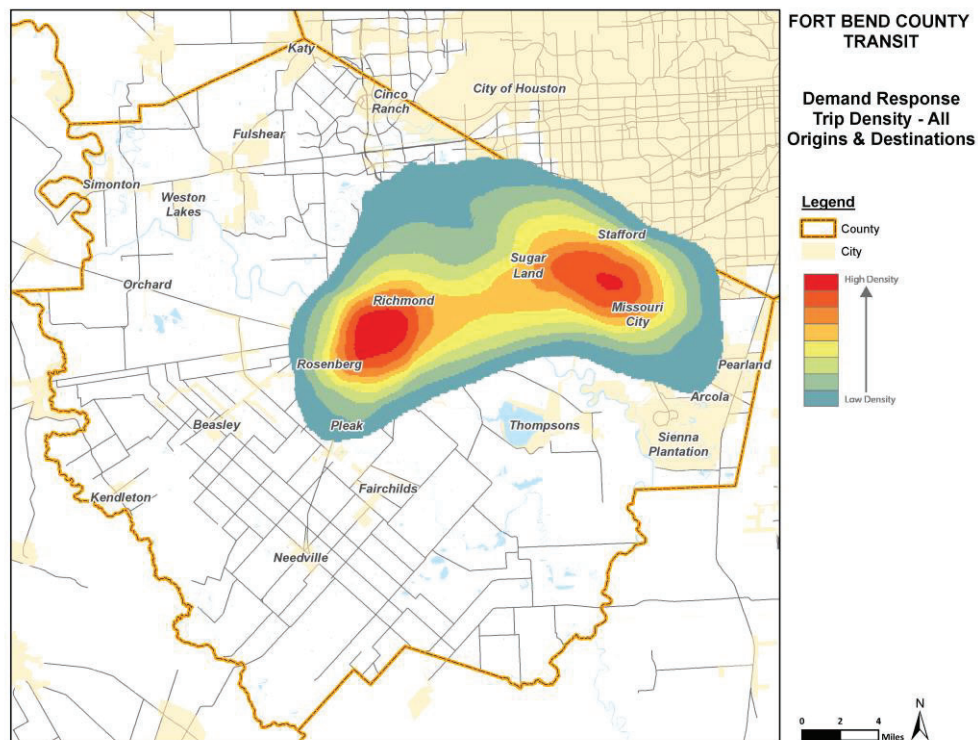 FORT BEND COUNTY
TRANSIT
Demand Response
Trip Density - All
Origins & Destinations
Legend
County
City
High Density
Low Density
Katy
Cinco
Ranch
City of Houston
Fulshear
Simonton
Weston
Lakes
Stafford
Sugar
Land
Orchard
Richmond
Missouri
City
Rosenberg
Pearland
Arcola
Beasley
Pleak
Thompsons
Sienna
Plantation
Kendleton
Fairchilds
Needville
N
0 2 4
Miles